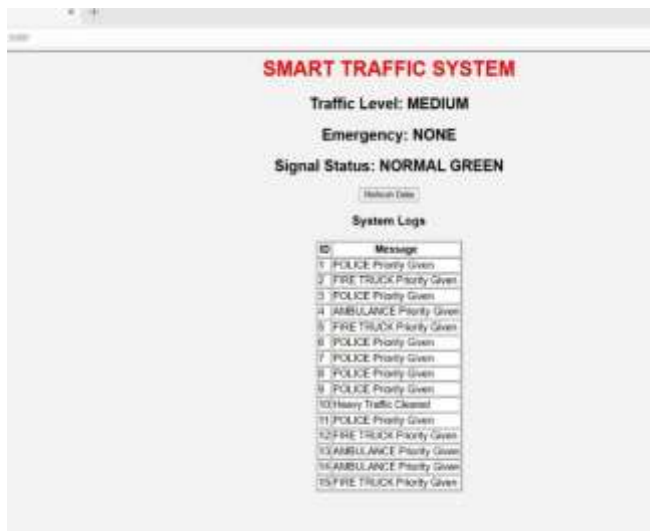 SMART TRAFFIC SYSTEM
Traffic Level: MEDIUM
Emergency: NONE
Signal Status: NORMAL GREEN
Refresh Data
System Logs
ID Message
1 POLICE Priority Given
2 FIRE TRUCK Priority Given
3 POLICE Priority Given
4 AMBULANCE Priority Given
5 FIRE TRUCK Priority Given
6 POLICE Priority Given
7 POLICE Priority Given
8 POLICE Priority Given
9 POLICE Priority Given
10 Heavy Traffic Cleared
11 POLICE Priority Given
12 FIRE TRUCK Priority Given
13 AMBULANCE Priority Given
14 AMBULANCE Priority Given
15 FIRE TRUCK Priority Given